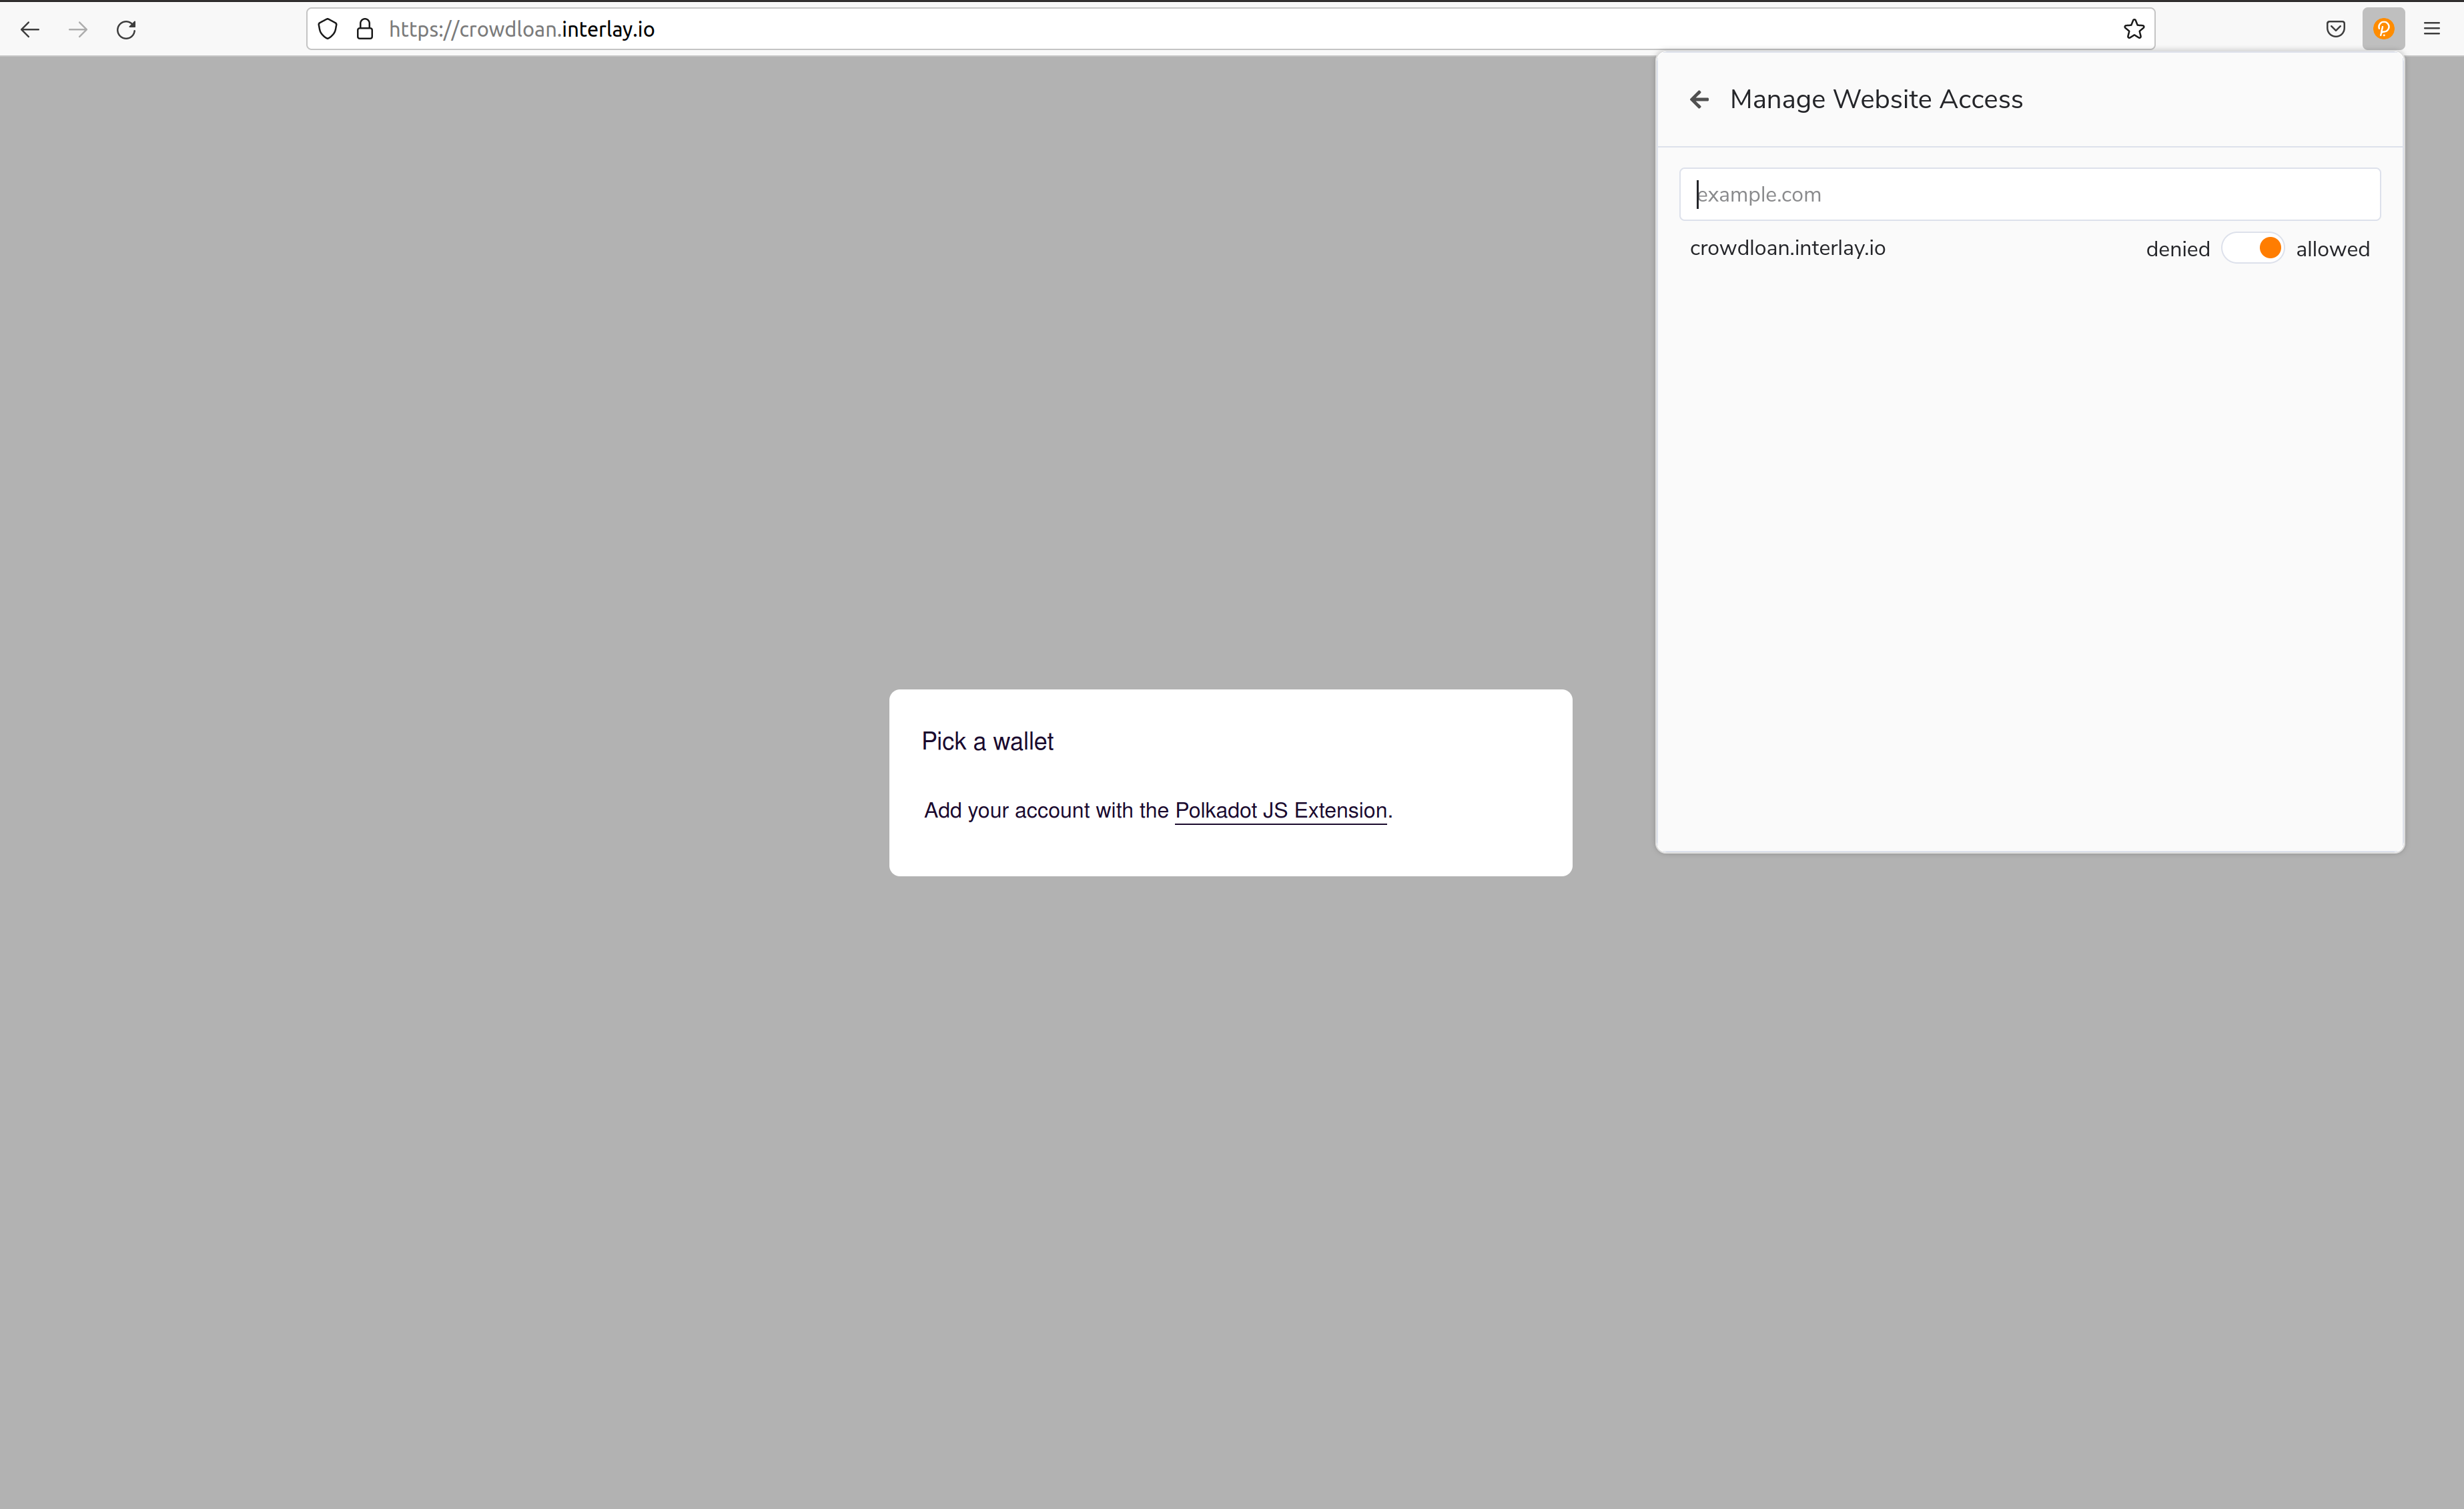 https://crowdloan.interlay.io
Manage Website Access
example.com
crowdloan.interlay.io denied allowed
Pick a wallet
Add your account with the Polkadot JS Extension.